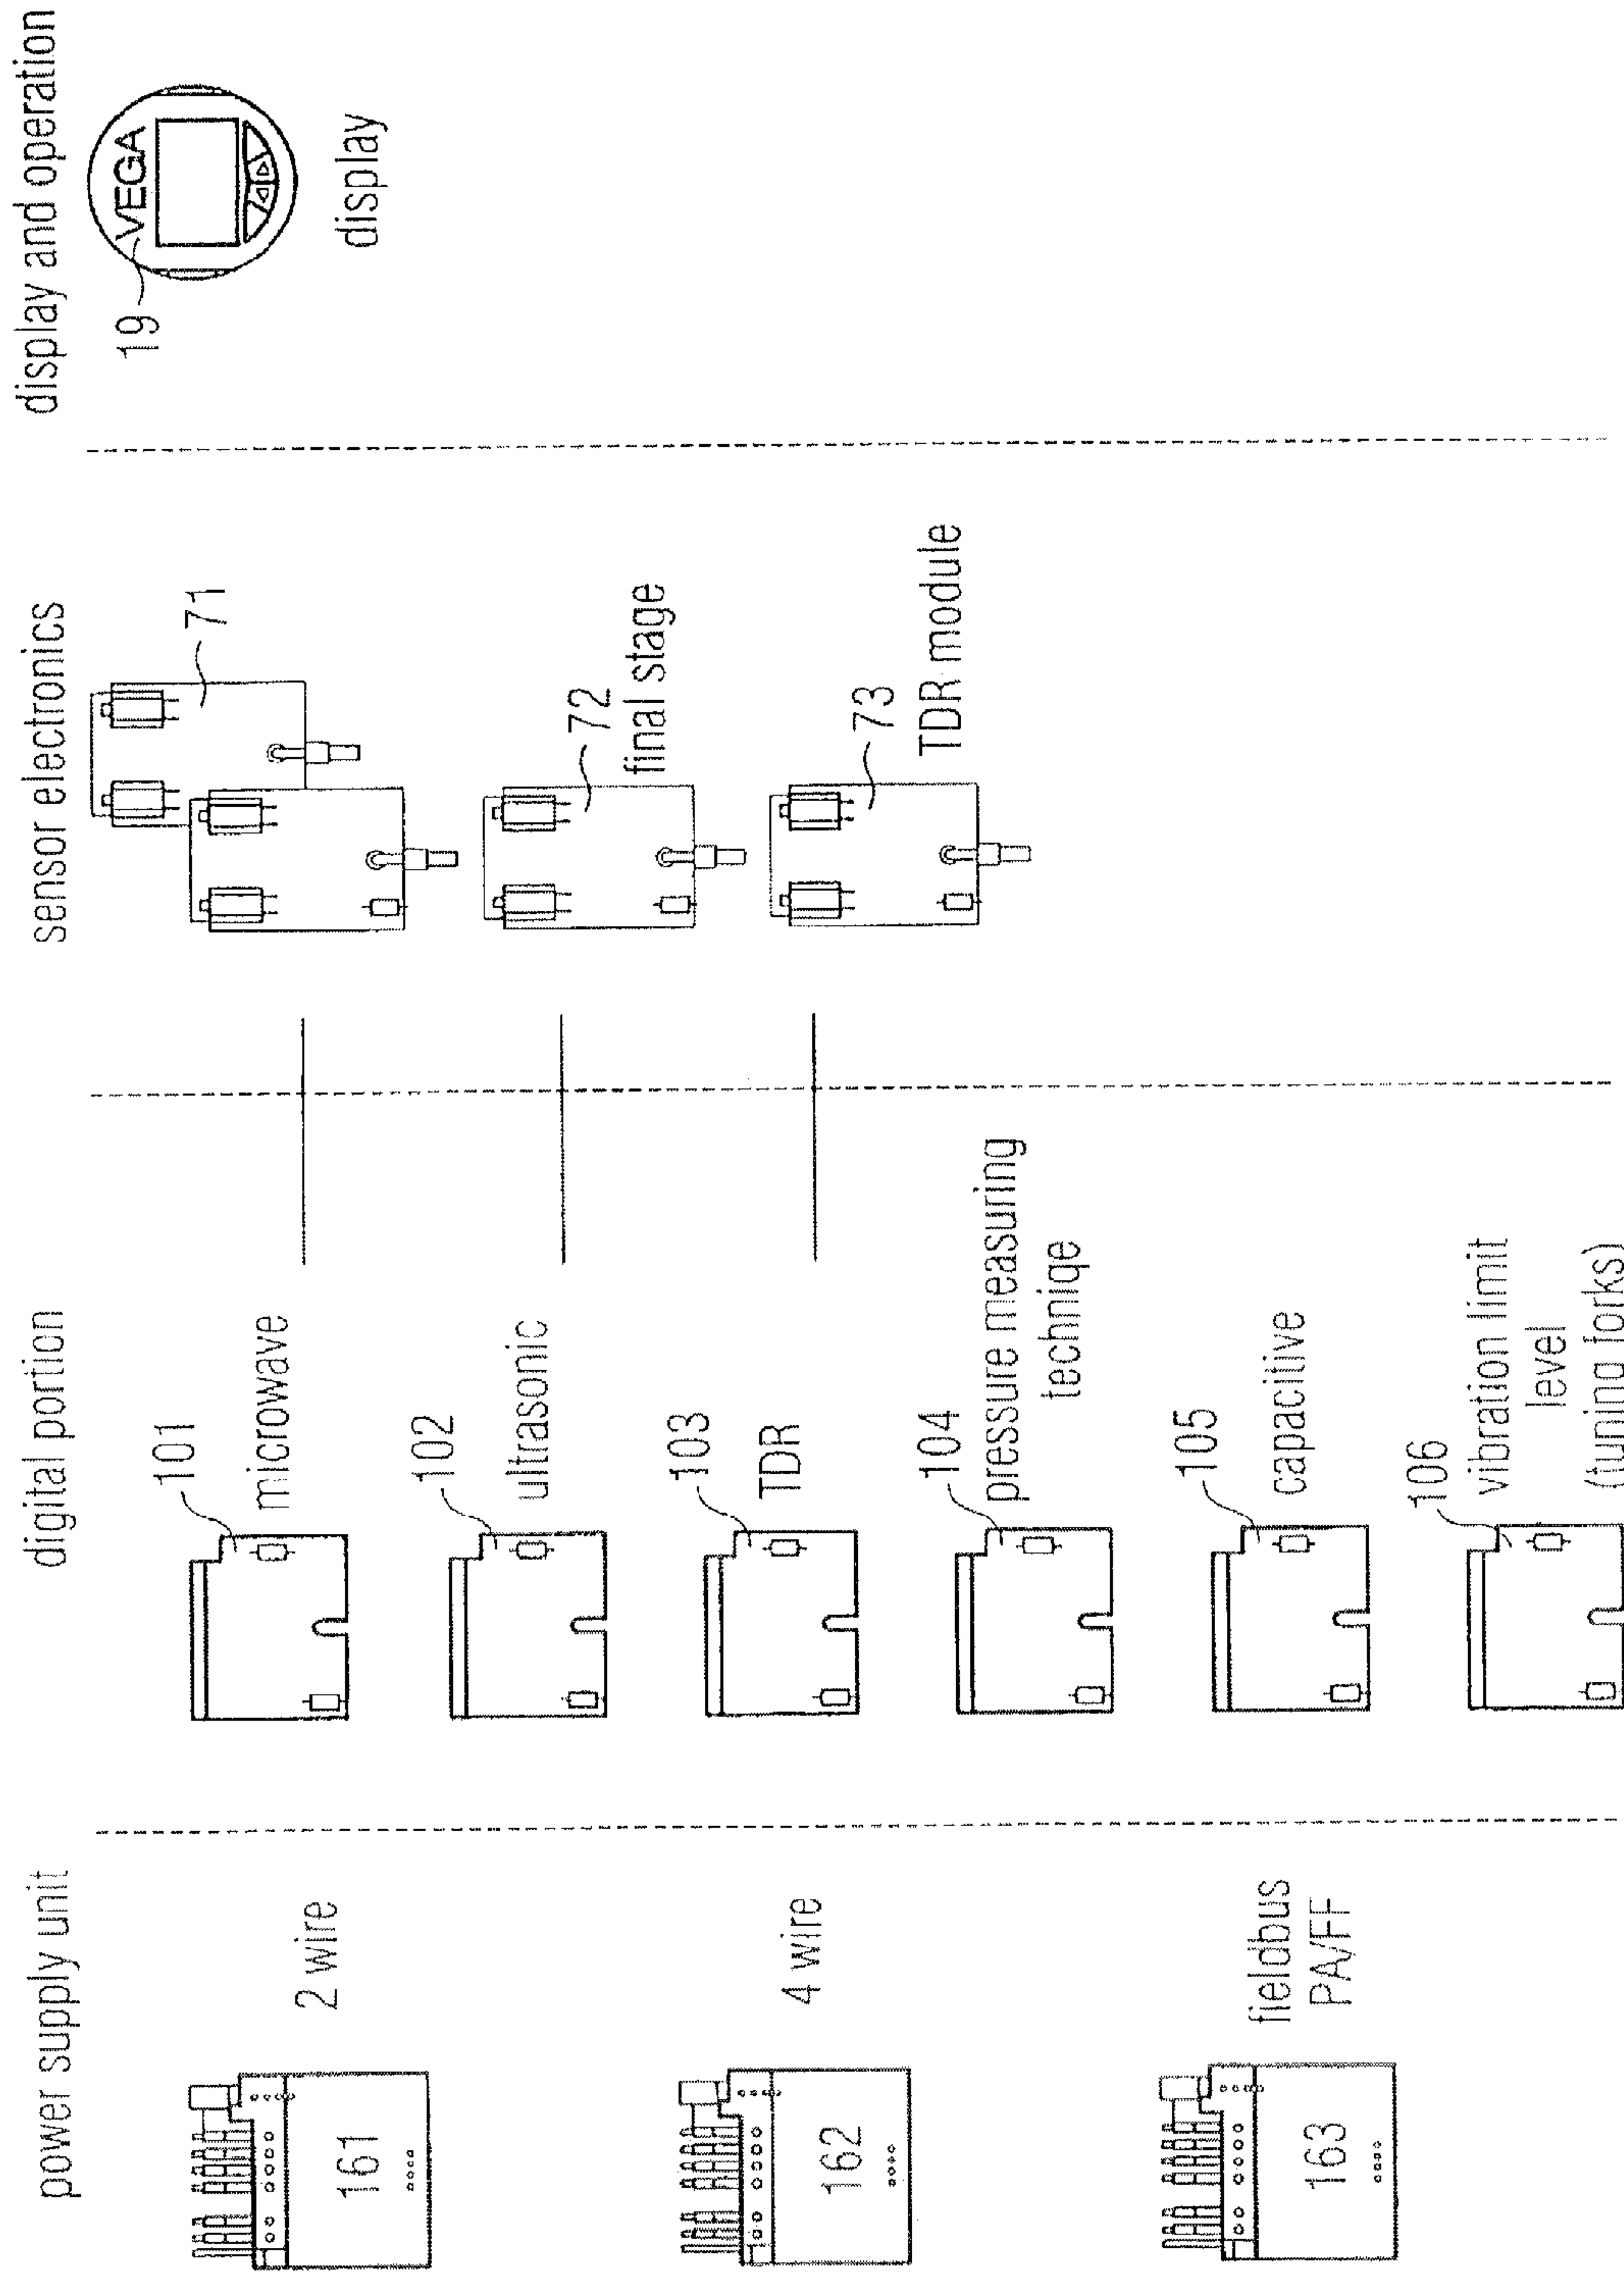 power supply unit
161
2 wire
162
4 wire
163
fieldbus
PA/FF
digital portion
101
microwave
102
ultrasonic
103
TDR
104
pressure measuring
techniqe
105
capacitive
106
vibration limit
level
(tuning forks)
sensor electronics
71
72
final stage
73
TDR module
display and operation
19
VEGA
display